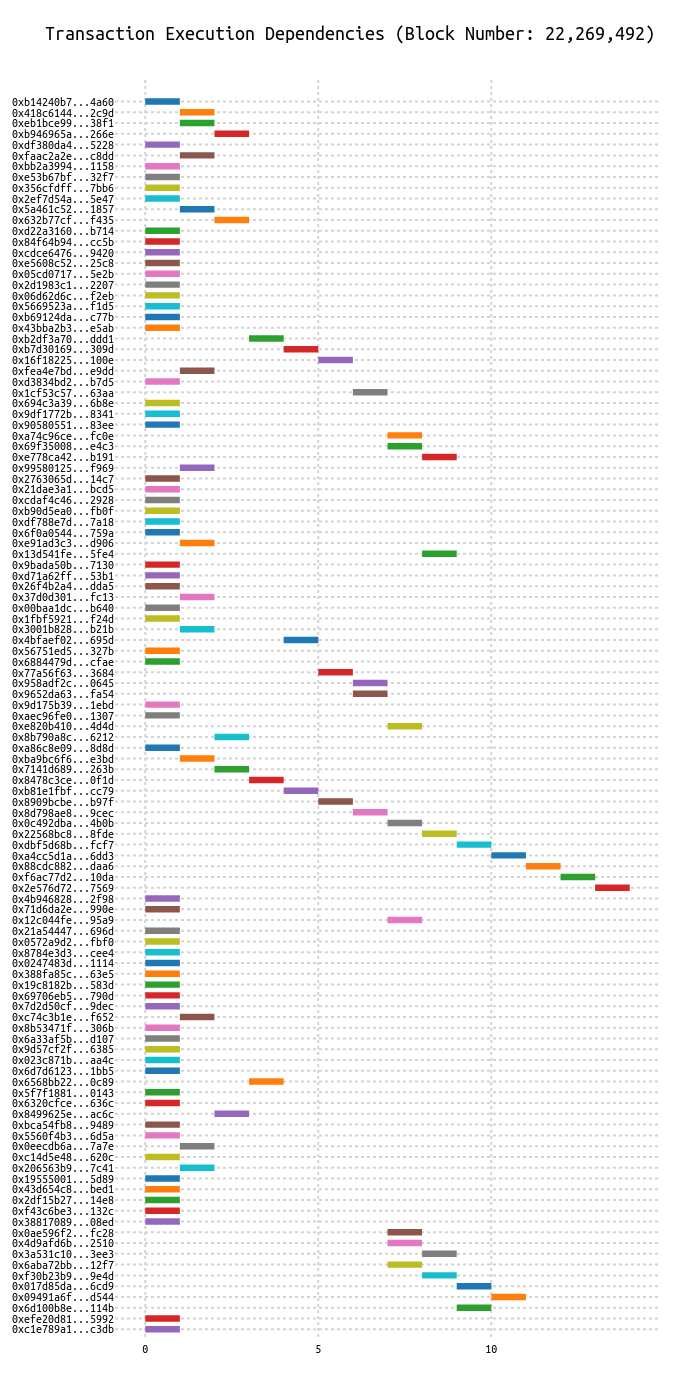 Transaction Execution Dependencies (Block Number: 22,269,492)
0xb14240b7...4a60
0x418c6144...2c9d
0xeb1bce99...38f1
0xb946965a...266e
0xdf380da4...5228
0xfaac2a2e...c8dd
0xbb2a3994...1158
0xe53b67bf...32f7
0x356cfdff...7bb6
0x2ef7d54a...5e47
0x5a461c52...1857
0x632b77cf...f435
0xd22a3160...b714
0x84f64b94...cc5b
0xcdce6476...9420
0xe5608c52...25c8
0x05cd0717...5e2b
0x2d1983c1...2207
0x06d62d6c...f2eb
0x5669523a...f1d5
0xb69124da...c77b
0x43bba2b3...e5ab
0xb2df3a70...ddd1
0xb7d30169...309d
0x16f18225...100e
0xfea4e7bd...e9dd
0xd3834bd2...b7d5
0x1cf53c57...63aa
0x694c3a39...6b8e
0x9df1772b...8341
0x90580551...83ee
0xa74c96ce...fc0e
0x69f35008...e4c3
0xe778ca42...b191
0x99580125...f969
0x2763065d...14c7
0x21dae3a1...bcd5
0xcdaf4c46...2928
0xb90d5ea0...fb0f
0xdf788e7d...7a18
0x6f0a0544...759a
0xe91ad3c3...d906
0x13d541fe...5fe4
0x9bada50b...7130
0xd71a62ff...53b1
0x26f4b2a4...dda5
0x37d0d301...fc13
0x00baa1dc...b640
0x1fbf5921...f24d
0x3001b828...b21b
0x4bfaef02...695d
0x56751ed5...327b
0x6884479d...cfae
0x77a56f63...3684
0x958adf2c...0645
0x9652da63...fa54
0x9d175b39...1ebd
0xaec96fe0...1307
0xe820b410...4d4d
0x8b790a8c...6212
0xa86c8e09...8d8d
0xba9bc6f6...e3bd
0x7141d689...263b
0x8478c3ce...0f1d
0xb81e1fbf...cc79
0x8909bcbe...b97f
0x8d798ae8...9cec
0x0c492dba...4b0b
0x22568bc8...8fde
0xdbf5d68b...fcf7
0xa4cc5d1a...6dd3
0x88cdc882...daa6
0xf6ac77d2...10da
0x2e576d72...7569
0x4b946828...2f98
0x71d6da2e...990e
0x12c044fe...95a9
0x21a54447...696d
0x0572a9d2...fbf0
0x8784e3d3...cee4
0x0247483d...1114
0x388fa85c...63e5
0x19c8182b...583d
0x69706eb5...790d
0x7d2d50cf...9dec
0xc74c3b1e...f652
0x8b53471f...306b
0x6a33af5b...d107
0x9d57cf2f...6385
0x023c871b...aa4c
0x6d7d6123...1bb5
0x6568bb22...0c89
0x5f7f1881...0143
0x6320cfce...636c
0x8499625e...ac6c
0xbca54fb8...9489
0x5560f4b3...6d5a
0x0eecdb6a...7a7e
0xc14d5e48...620c
0x206563b9...7c41
0x19555001...5d89
0x43d654c8...bed1
0x2df15b27...14e8
0xf43c6be3...132c
0x38817089...08ed
0x0ae596f2...fc28
0x4d9afd6b...2510
0x3a531c10...3ee3
0x6aba72bb...12f7
0xf30b23b9...9e4d
0x017d85da...6cd9
0x09491a6f...d544
0x6d100b8e...114b
0xefe20d81...5992
0xc1e789a1...c3db
0 5 10